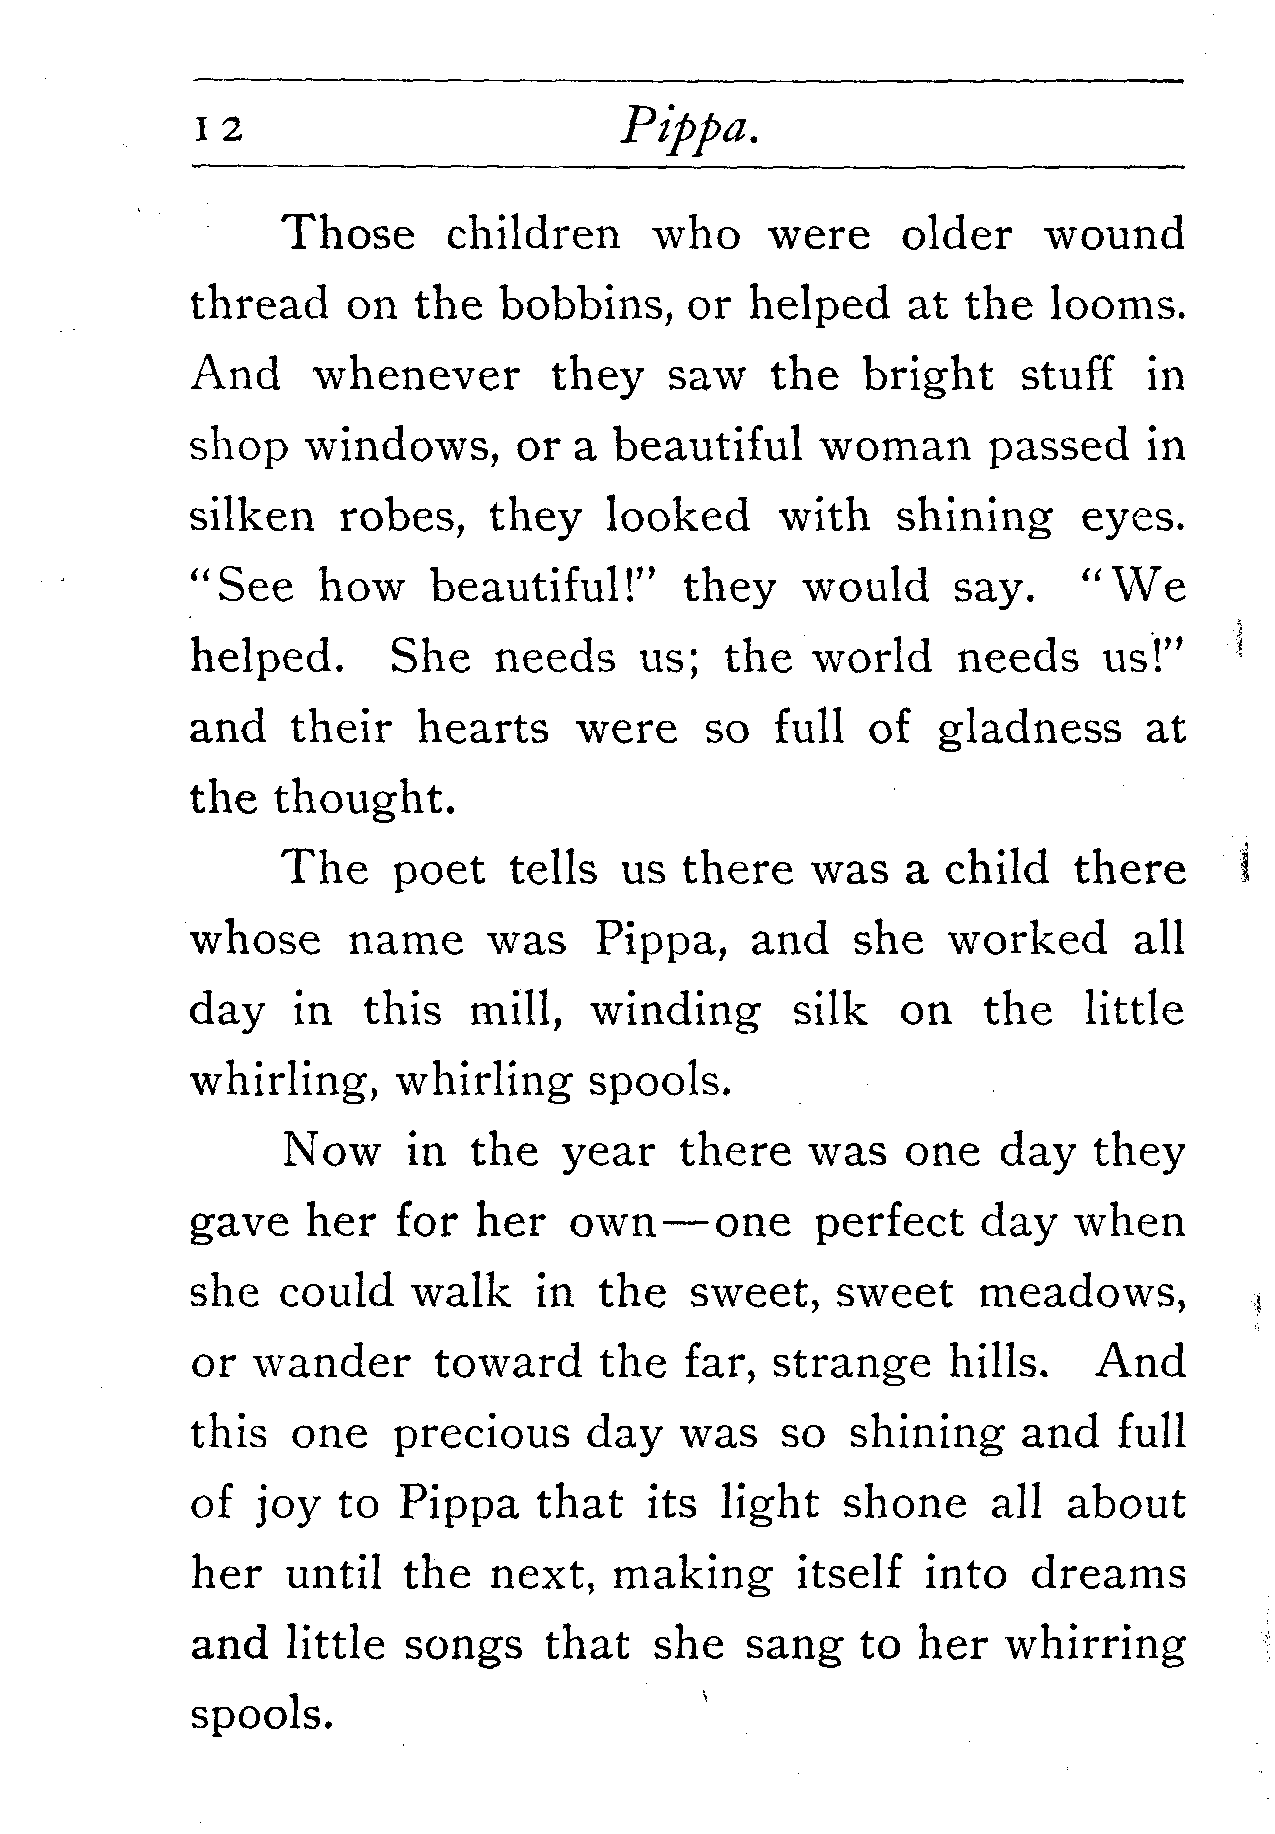 12 Pippa.
Those children who were older wound
thread on the bobbins, or helped at the looms.
And whenever they saw the bright stuff in
shop windows, or a beautiful woman passed in
silken robes, they looked with shining eyes.
“See how beautiful!” they would say. “We
helped. She needs us; the world needs us!”
and their hearts were so full of gladness at
the thought.
The poet tells us there was a child there
whose name was Pippa, and she worked all
day in this mill, winding silk on the little
whirling, whirling spools.
Now in the year there was one day they
gave her for her own—one perfect day when
she could walk in the sweet, sweet meadows,
or wander toward the far, strange hills. And
this one precious day was so shining and full
of joy to Pippa that its light shone all about
her until the next, making itself into dreams
and little songs that she sang to her whirring
spools.